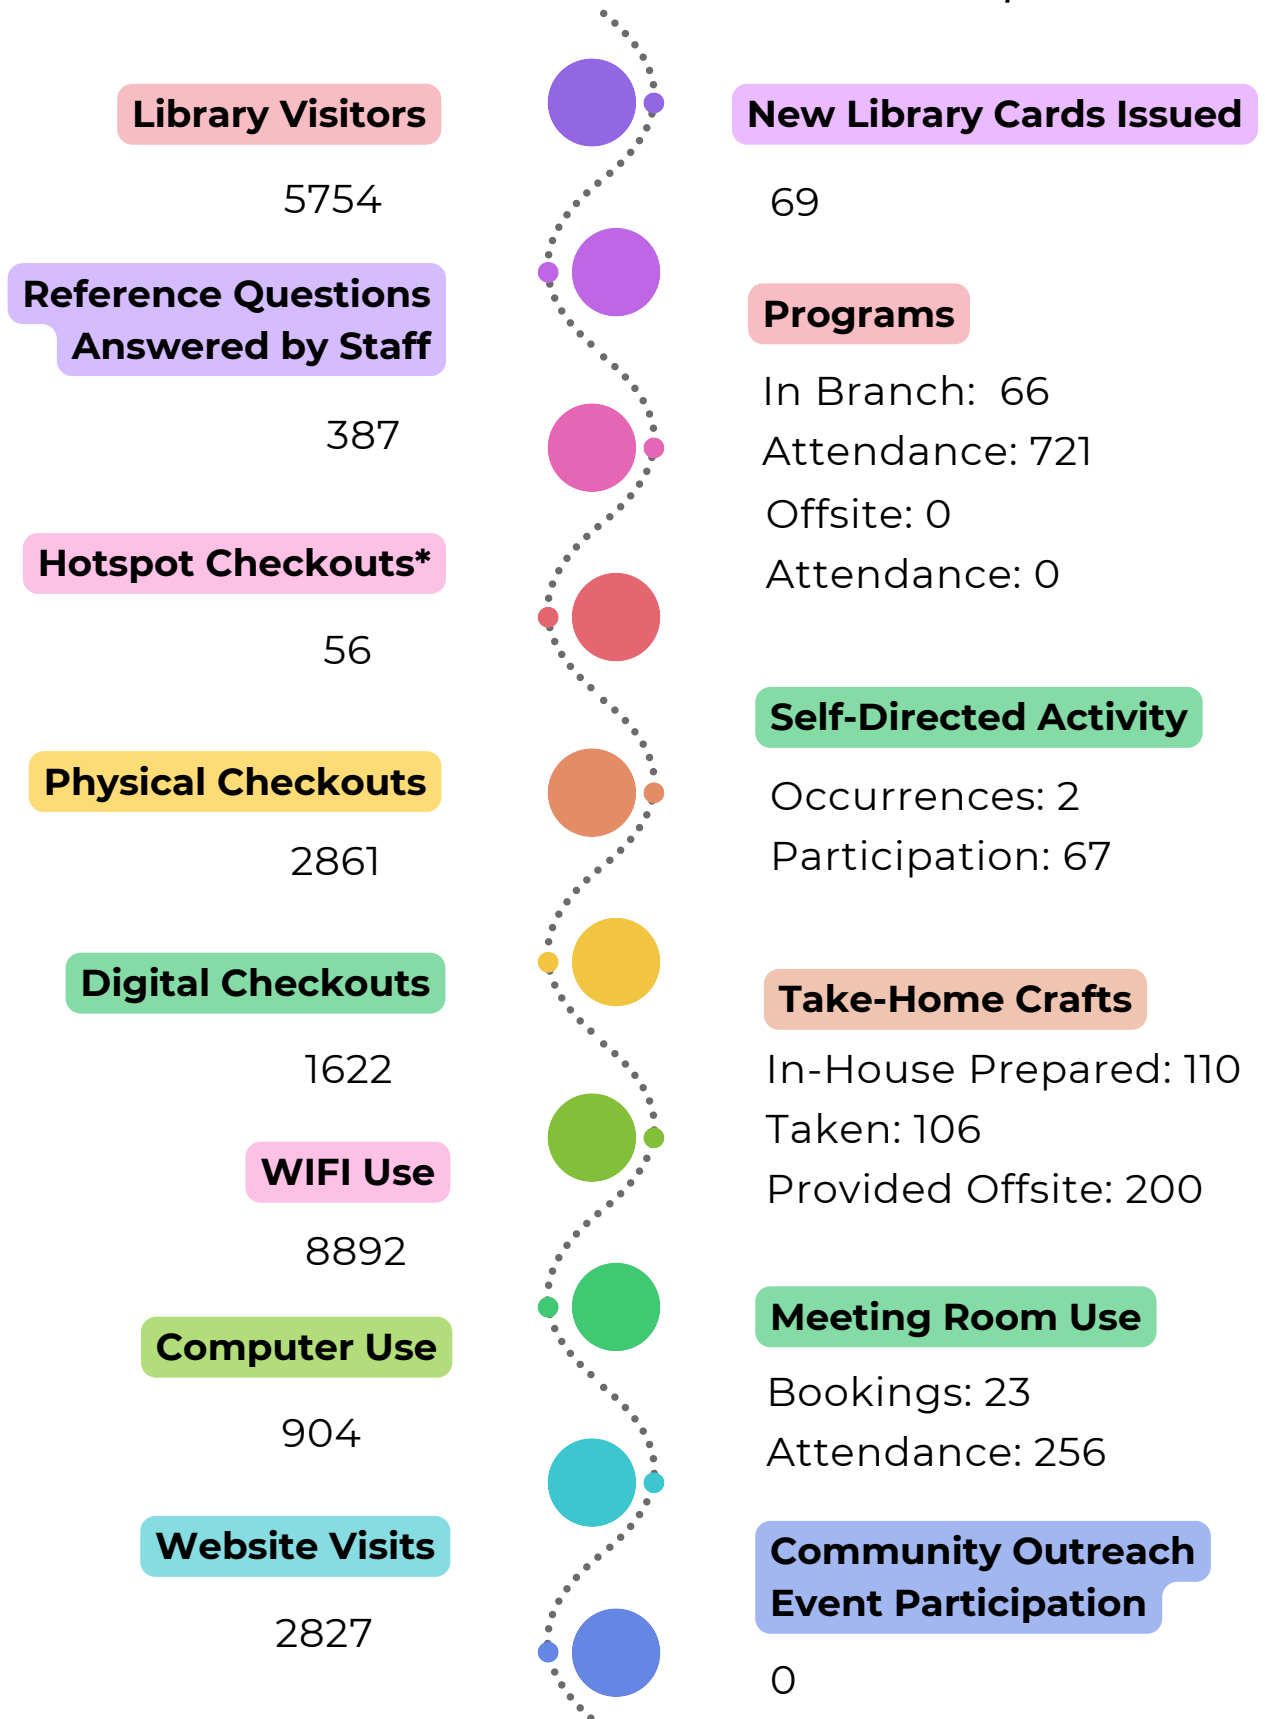 Library Visitors
5754
Reference Questions
Answered by Staff
387
Hotspot Checkouts*
56
Physical Checkouts
2861
Digital Checkouts
1622
WIFI Use
8892
Computer Use
904
Website Visits
2827
New Library Cards Issued
69
Programs
In Branch: 66
Attendance: 721
Offsite: 0
Attendance: 0
Self-Directed Activity
Occurrences: 2
Participation: 67
Take-Home Crafts
In-House Prepared: 110
Taken: 106
Provided Offsite: 200
Meeting Room Use
Bookings: 23
Attendance: 256
Community Outreach
Event Participation
0